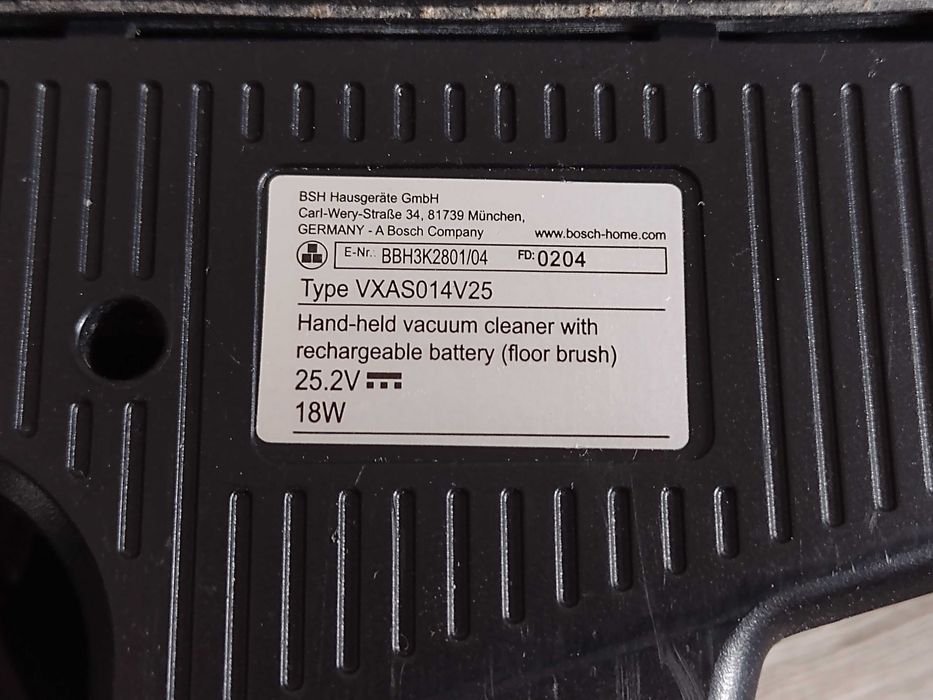 BSH Hausgeräte GmbH
Carl-Wery-Straße 34, 81739 München,
GERMANY - A Bosch Company www.bosch-home.com
E-Nr.: BBH3K2801/04 FD: 0204
Type VXAS014V25
Hand-held vacuum cleaner with
rechargeable battery (floor brush)
25.2V
18W